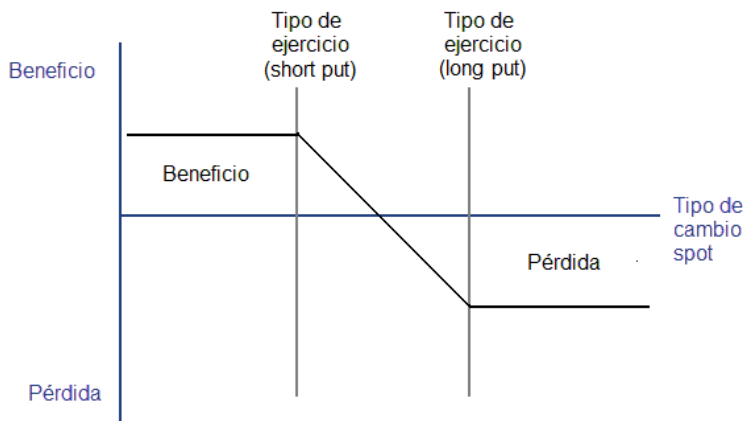 Tipo de
ejercicio
(short put)
Tipo de
ejercicio
(long put)
Beneficio
Beneficio
Tipo de
cambio
spot
Pérdida
Pérdida